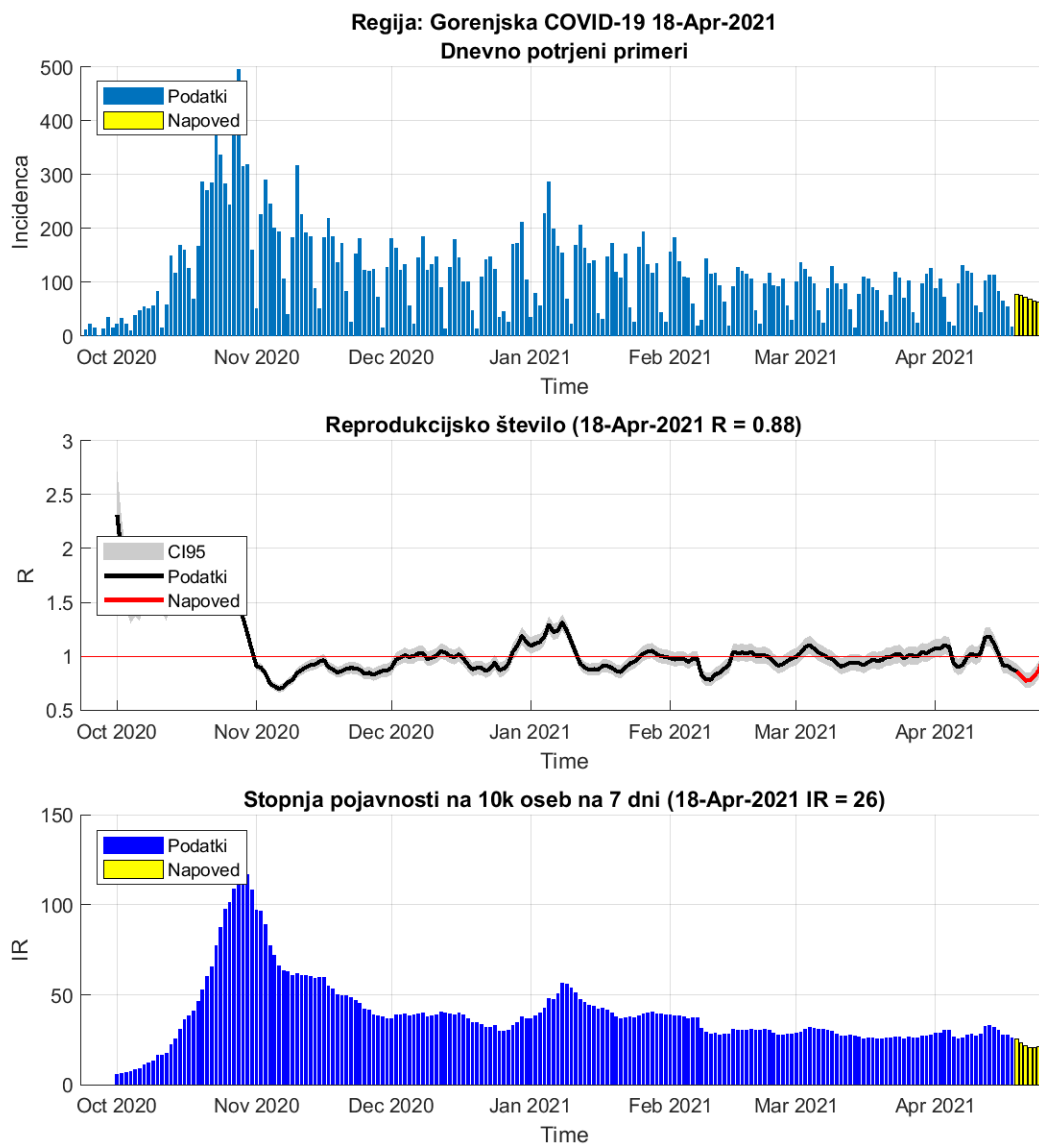 Regija: Gorenjska COVID-19 18-Apr-2021
Dnevno potrjeni primeri
500
400
300
200
100
0
Incidenca
Podatki
Napoved
Oct 2020 Nov 2020 Dec 2020 Jan 2021 Feb 2021 Mar 2021 Apr 2021
Time
Reprodukcijsko število (18-Apr-2021 R = 0.88)
3
2.5
2
1.5
1
0.5
R
CI95
Podatki
Napoved
Oct 2020 Nov 2020 Dec 2020 Jan 2021 Feb 2021 Mar 2021 Apr 2021
Time
Stopnja pojavnosti na 10k oseb na 7 dni (18-Apr-2021 IR = 26)
150
100
50
0
IR
Podatki
Napoved
Oct 2020 Nov 2020 Dec 2020 Jan 2021 Feb 2021 Mar 2021 Apr 2021
Time